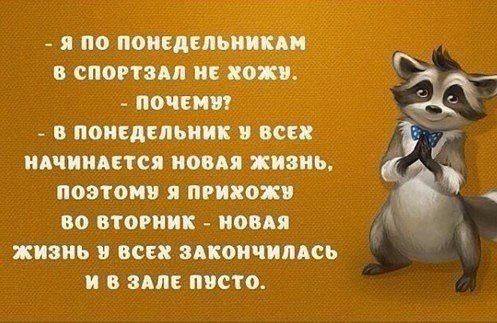 - Я ПО ПОНЕДЕЛЬНИКАМ
В СПОРТЗАЛ НЕ ХОЖУ.
- ПОЧЕМУ?
- В ПОНЕДЕЛЬНИК У ВСЕХ
НАЧИНАЕТСЯ НОВАЯ ЖИЗНЬ,
ПОЭТОМУ Я ПРИХОЖУ
ВО ВТОРНИК - НОВАЯ
ЖИЗНЬ У ВСЕХ ЗАКОНЧИЛАСЬ
И В ЗАЛЕ ПУСТО.